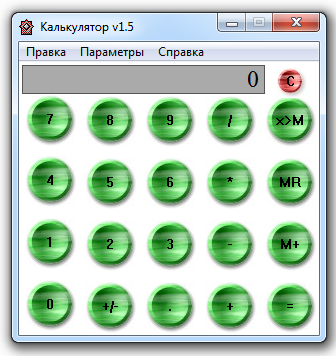 Калькулятор v1.5
Правка Параметры Справка
0 C
7 8 9 / x>M
4 5 6 * MR
1 2 3 - M+
0 +/- . + =